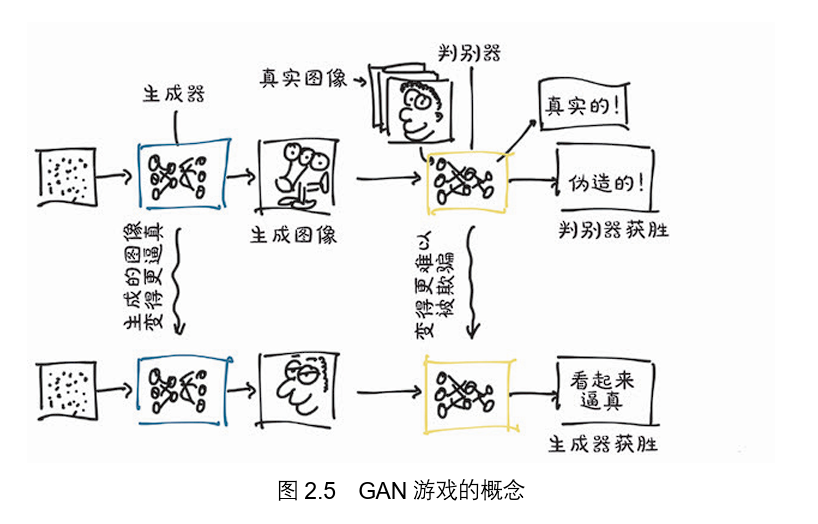 判别器
真实图像
生成器
真实的!
伪造的!
生成图像
判别器获胜
生成的图像
变得更逼真
变得更难以
被欺骗
看起来
逼真
生成器获胜
图 2.5 GAN 游戏的概念